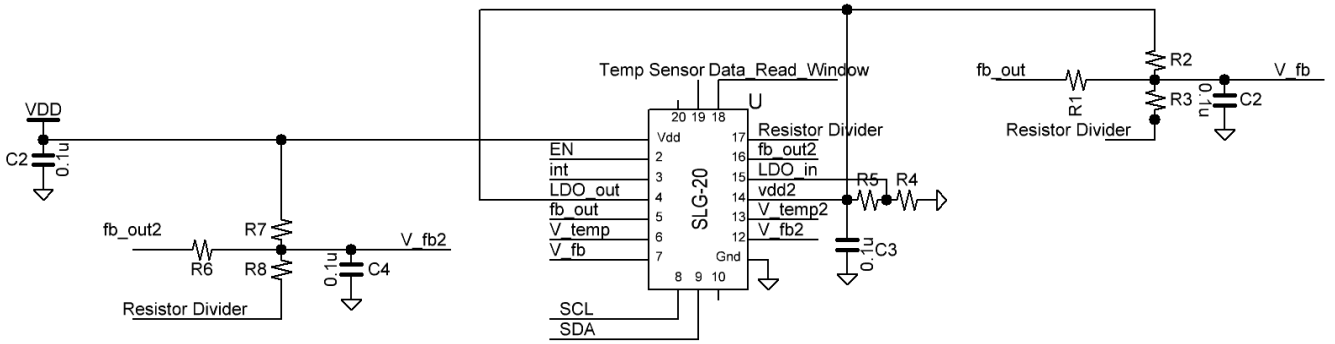 Temp Sensor Data_Read_Window
fb_out
R2
V_fb
R1
R3
0.1u
C2
Resistor Divider
VDD
C2
0.1u
U
20
19
18
Vdd
17
Resistor Divider
EN
2
16
fb_out2
int
3
15
LDO_in
LDO_out
4
SLG-20
14
vdd2
R5
R4
fb_out
5
13
V_temp2
V_temp
6
12
V_fb2
V_fb
7
Gnd
0.1u
C3
8
9
10
fb_out2
R7
V_fb2
R6
R8
0.1u
C4
Resistor Divider
SCL
SDA